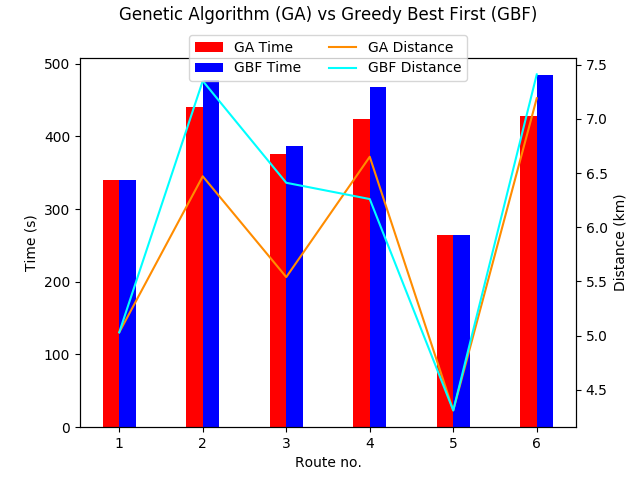 Genetic Algorithm (GA) vs Greedy Best First (GBF)
GA Time
GA Distance
GBF Time
GBF Distance
500
400
300
200
100
0
Time (s)
7.5
7.0
6.5
6.0
5.5
5.0
4.5
Distance (km)
1 2 3 4 5 6
Route no.